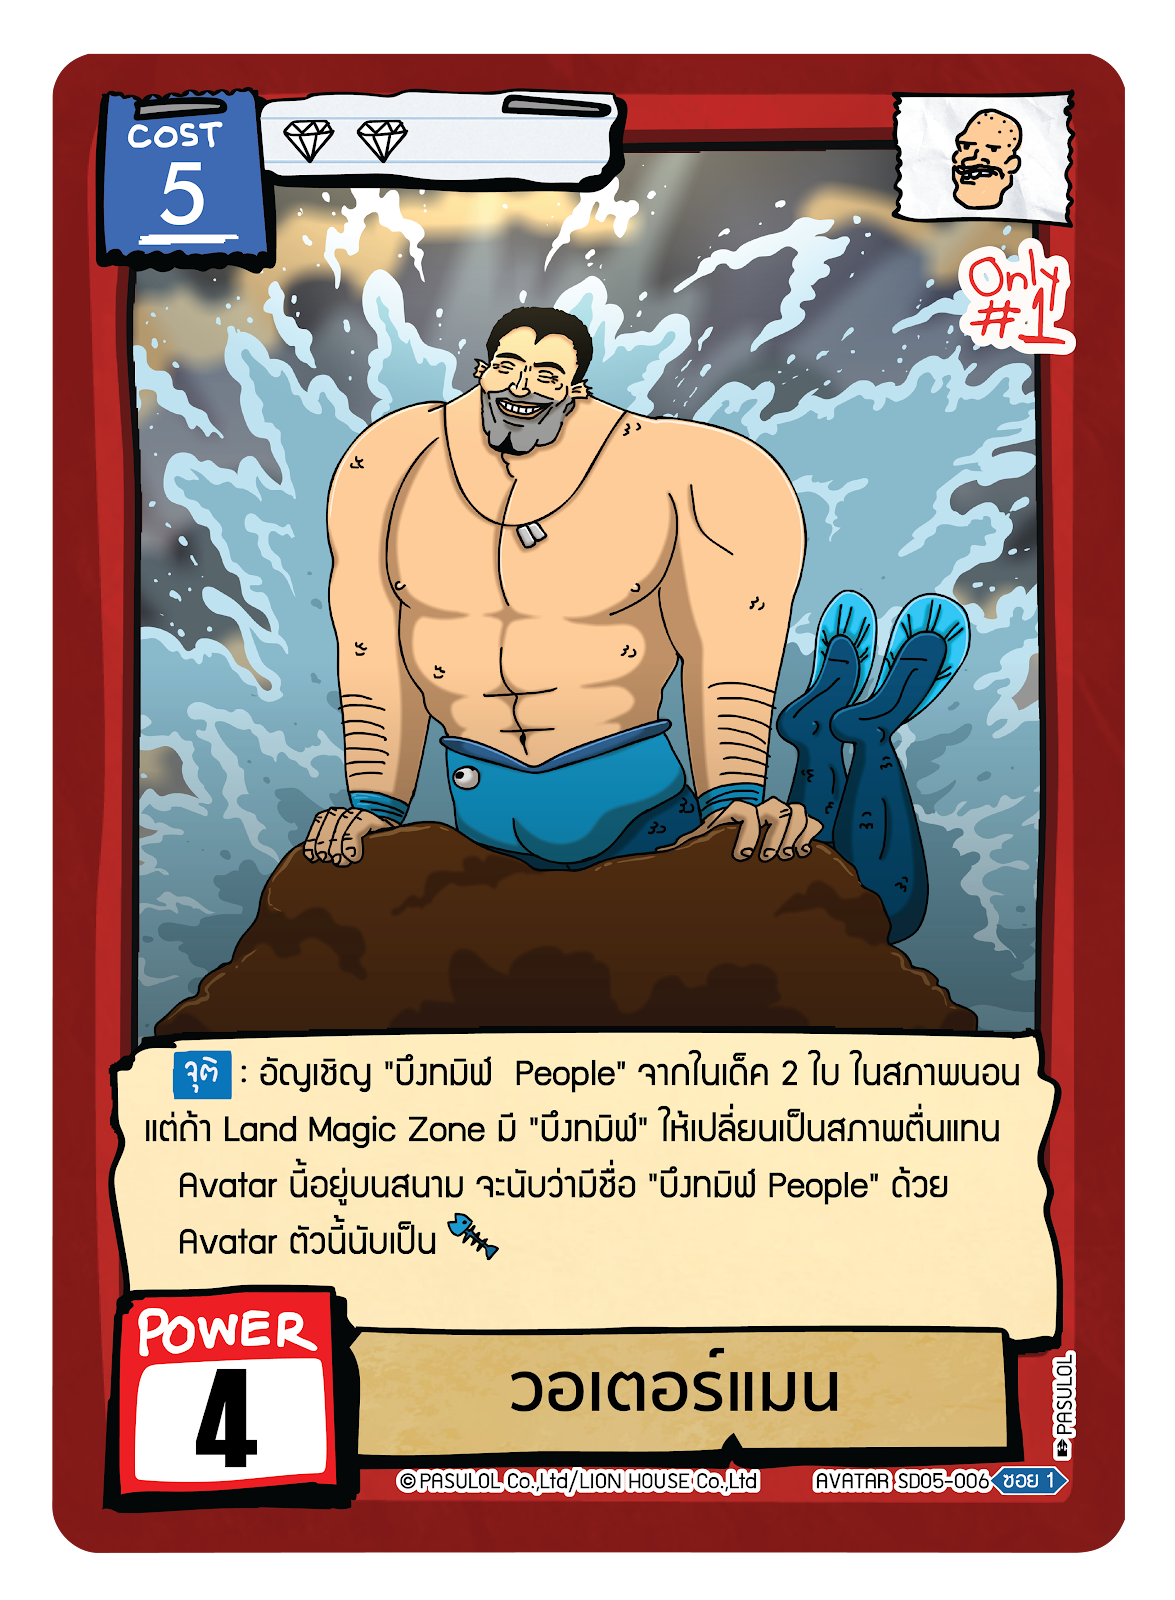 COST
5
Only
#1
จุติ : อัญเชิญ "บึงทมิฬ People" จากในเด็ค 2 ใบ ในสภาพนอน
แต่ถ้า Land Magic Zone มี "บึงทมิฬ" ให้เปลี่ยนเป็นสภาพตื่นแทน
Avatar นี้อยู่บนสนาม จะนับว่ามีชื่อ "บึงทมิฬ People" ด้วย
Avatar ตัวนี้นับเป็น
POWER
4
วอเตอร์แมน
PASULOL
© PASULOL Co.,Ltd/LION HOUSE Co.,Ltd
AVATAR SD05-006 ซอย 1